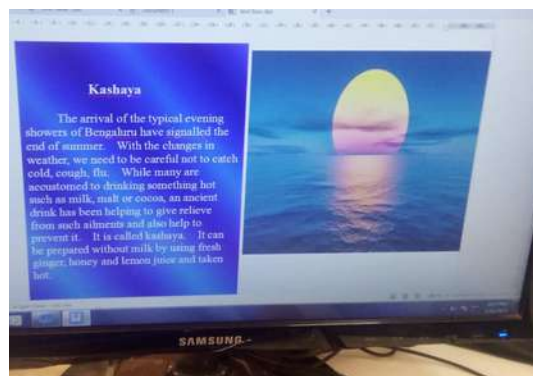 Kashaya
The arrival of the typical evening
showers of Bengaluru have signalled the
end of summer. With the changes in
weather, we need to be careful not to catch
cold, cough, flu. While many are
accustomed to drinking something hot
such as milk, malt or cocoa, an ancient
drink has been helping to give relieve
from such ailments and also help to
prevent it. It is called kashaya. It can
be prepared without milk by using fresh
ginger, honey and lemon juice and taken
hot.
SAMSUNG